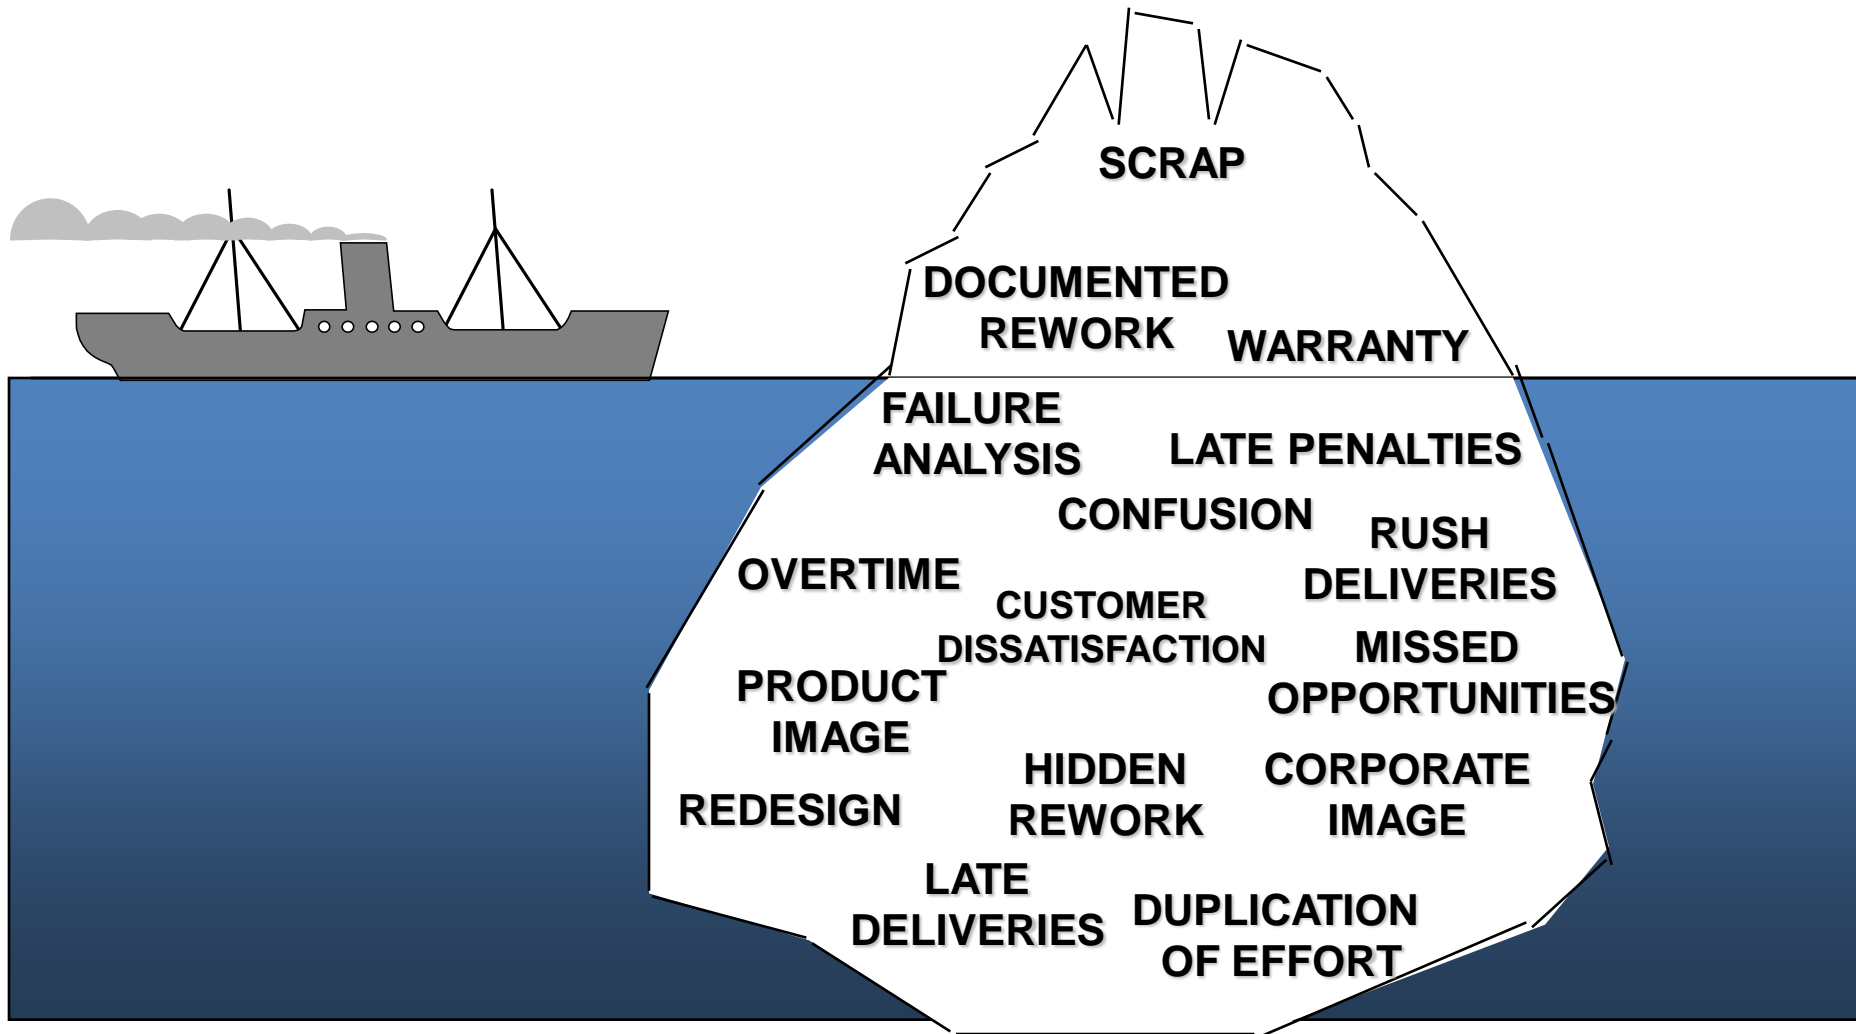 SCRAP
DOCUMENTED
REWORK
WARRANTY
FAILURE
ANALYSIS
LATE PENALTIES
CONFUSION
RUSH
DELIVERIES
OVERTIME
CUSTOMER
DISSATISFACTION
MISSED
OPPORTUNITIES
PRODUCT
IMAGE
HIDDEN
REWORK
CORPORATE
IMAGE
REDESIGN
LATE
DELIVERIES
DUPLICATION
OF EFFORT